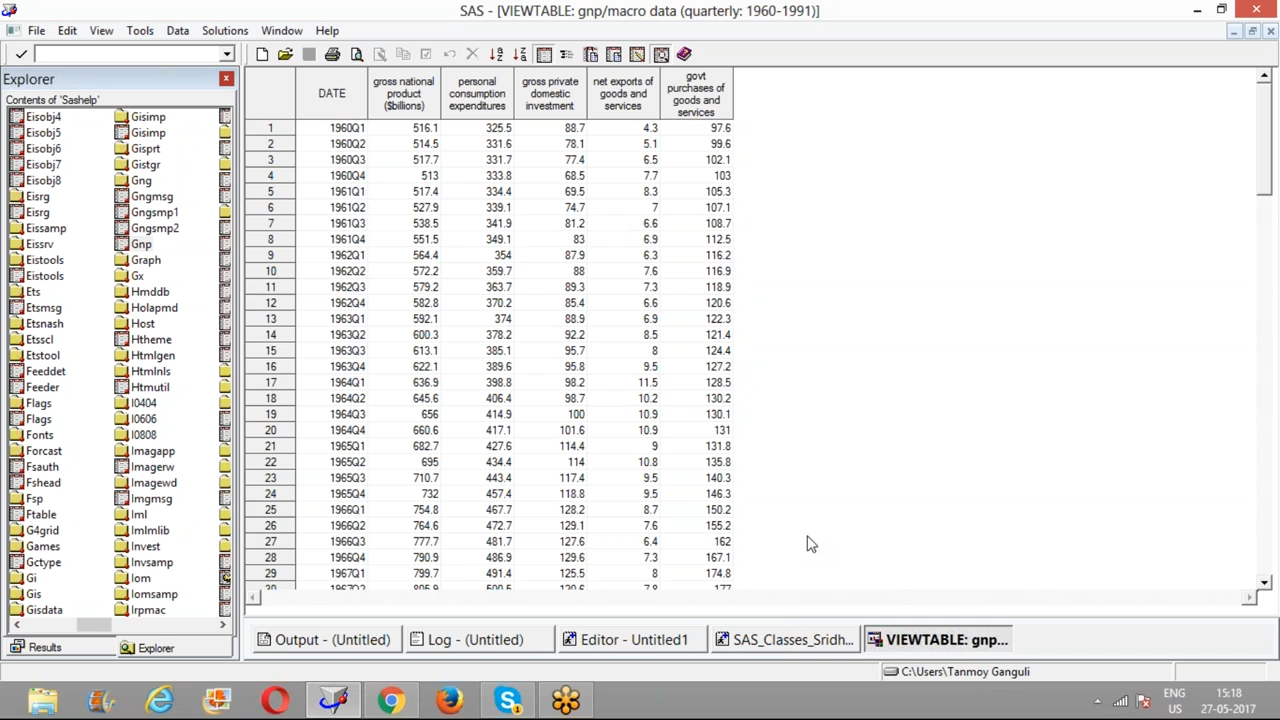 SAS - [VIEWTABLE: gnp/macro data (quarterly: 1960-1991)]
File Edit View Tools Data Solutions Window Help
Explorer
Contents of 'Sashelp'
Eisobj4 Gisimp
Eisobj5 Gisimp
Eisobj6 Gisprt
Eisobj7 Gistgr
Eisobj8 Gng
Eisrg Gngmsg
Eisrg Gngsmp1
Eissamp Gngsmp2
Eissrv Gnp
Eistools Graph
Eistools Gx
Ets Hmddb
Etsmsg Holapmd
Etsnash Host
Etsscl Htheme
Etstool Htmlgen
Feeddet Htmlnls
Feeder Htmutil
Flags I0404
Flags I0606
Fonts I0808
Forcast Imagapp
Fsauth Imagerw
Fshead Imagewd
Fsp Imgmsg
Ftable Iml
G4grid Imlmlib
Games Invest
Gctype Invsamp
Gi Iom
Gis Iomsamp
Gisdata Irpmac
Results Explorer
DATE gross national product ($billions) personal consumption expenditures gross private domestic investment net exports of goods and services govt purchases of goods and services
1 1960Q1 516.1 325.5 88.7 4.3 97.6
2 1960Q2 514.5 331.6 78.1 5.1 99.6
3 1960Q3 517.7 331.7 77.4 6.5 102.1
4 1960Q4 513 333.8 68.5 7.7 103
5 1961Q1 517.4 334.4 69.5 8.3 105.3
6 1961Q2 527.9 339.1 74.7 7 107.1
7 1961Q3 538.5 341.9 81.2 6.6 108.7
8 1961Q4 551.5 349.1 83 6.9 112.5
9 1962Q1 564.4 354 87.9 6.3 116.2
10 1962Q2 572.2 359.7 88 7.6 116.9
11 1962Q3 579.2 363.7 89.3 7.3 118.9
12 1962Q4 582.8 370.2 85.4 6.6 120.6
13 1963Q1 592.1 374 88.9 6.9 122.3
14 1963Q2 600.3 378.2 92.2 8.5 121.4
15 1963Q3 613.1 385.1 95.7 8 124.4
16 1963Q4 622.1 389.6 95.8 9.5 127.2
17 1964Q1 636.9 398.8 98.2 11.5 128.5
18 1964Q2 645.6 406.4 98.7 10.2 130.2
19 1964Q3 656 414.9 100 10.9 130.1
20 1964Q4 660.6 417.1 101.6 10.9 131
21 1965Q1 682.7 427.6 114.4 9 131.8
22 1965Q2 695 434.4 114 10.8 135.8
23 1965Q3 710.7 443.4 117.4 9.5 140.3
24 1965Q4 732 457.4 118.8 9.5 146.3
25 1966Q1 754.8 467.7 128.2 8.7 150.2
26 1966Q2 764.6 472.7 129.1 7.6 155.2
27 1966Q3 777.7 481.7 127.6 6.4 162
28 1966Q4 790.9 486.9 129.6 7.3 167.1
29 1967Q1 799.7 491.4 125.5 8 174.8
30 1967Q2 805.9 500.5 120.6 7.8 177
Output - (Untitled) Log - (Untitled) Editor - Untitled1 SAS_Classes_Sridh... VIEWTABLE: gnp...
C:\Users\Tanmoy Ganguli
ENG 15:18
US 27-05-2017